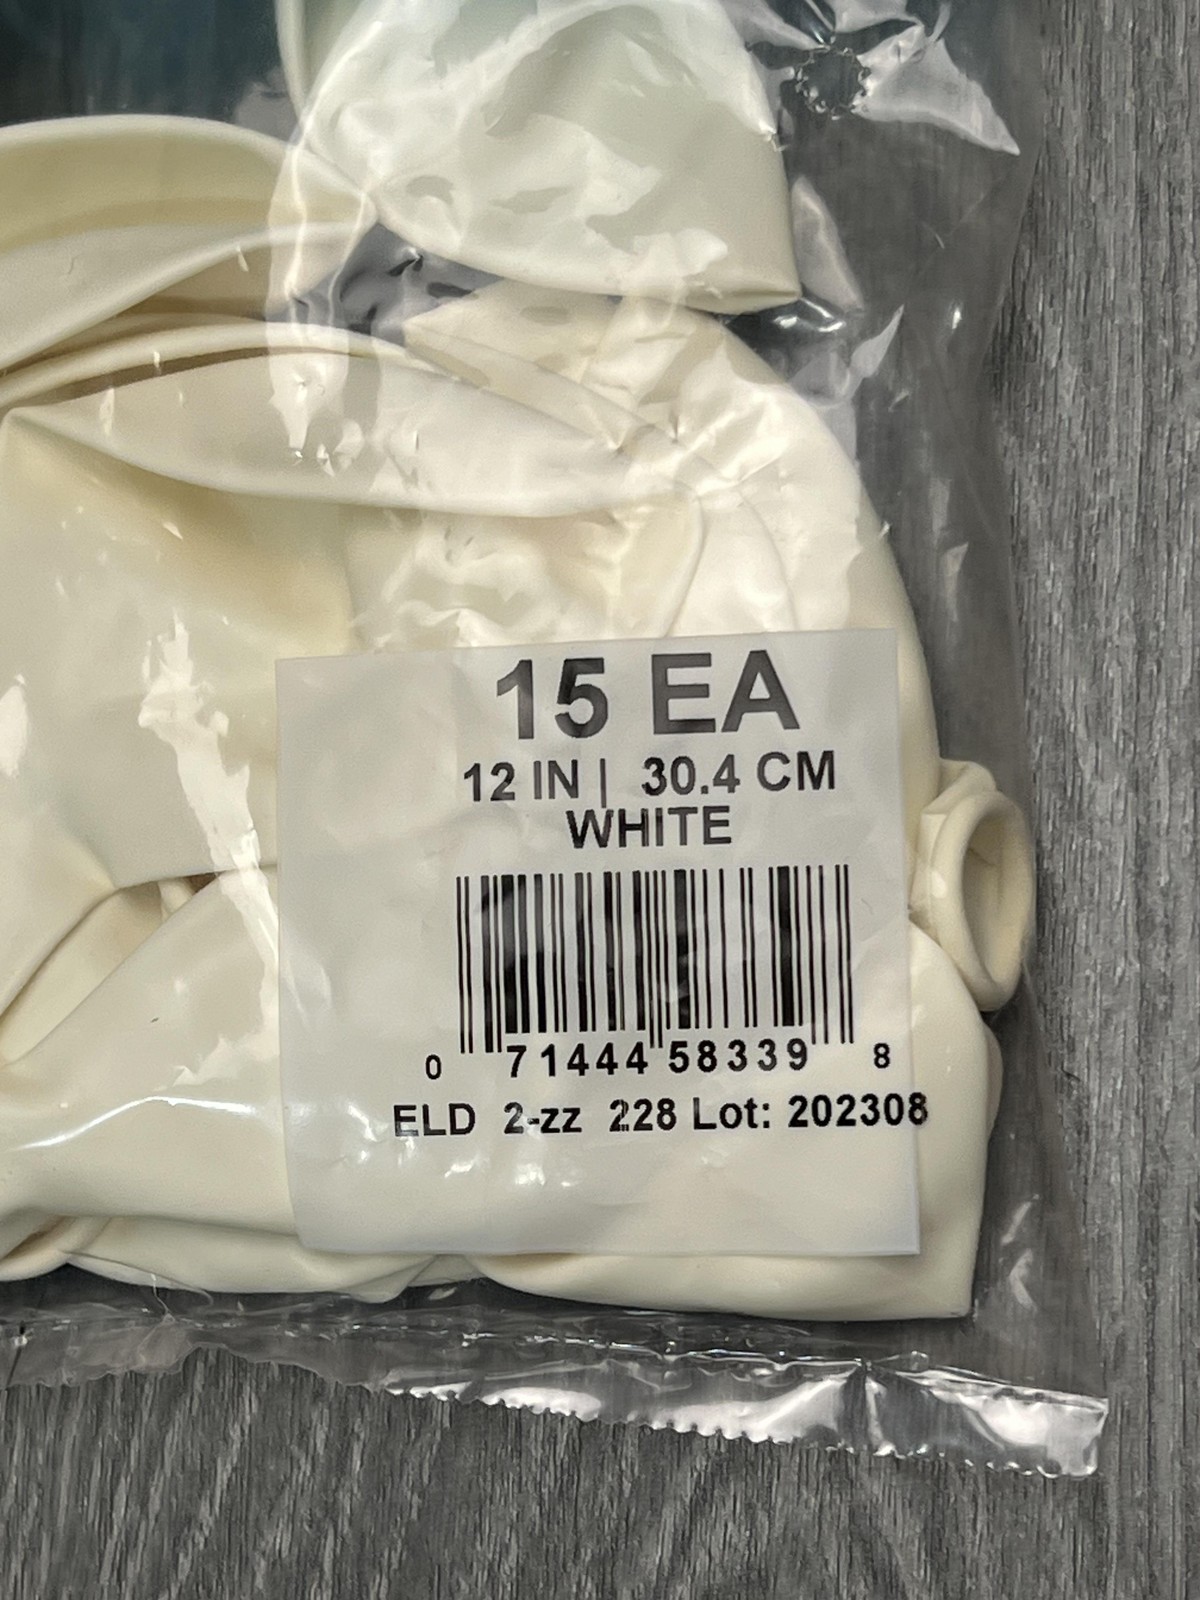 15 EA
12 IN | 30.4 CM
WHITE
0 71444 58339 8
ELD 2-zz 228 Lot: 202308